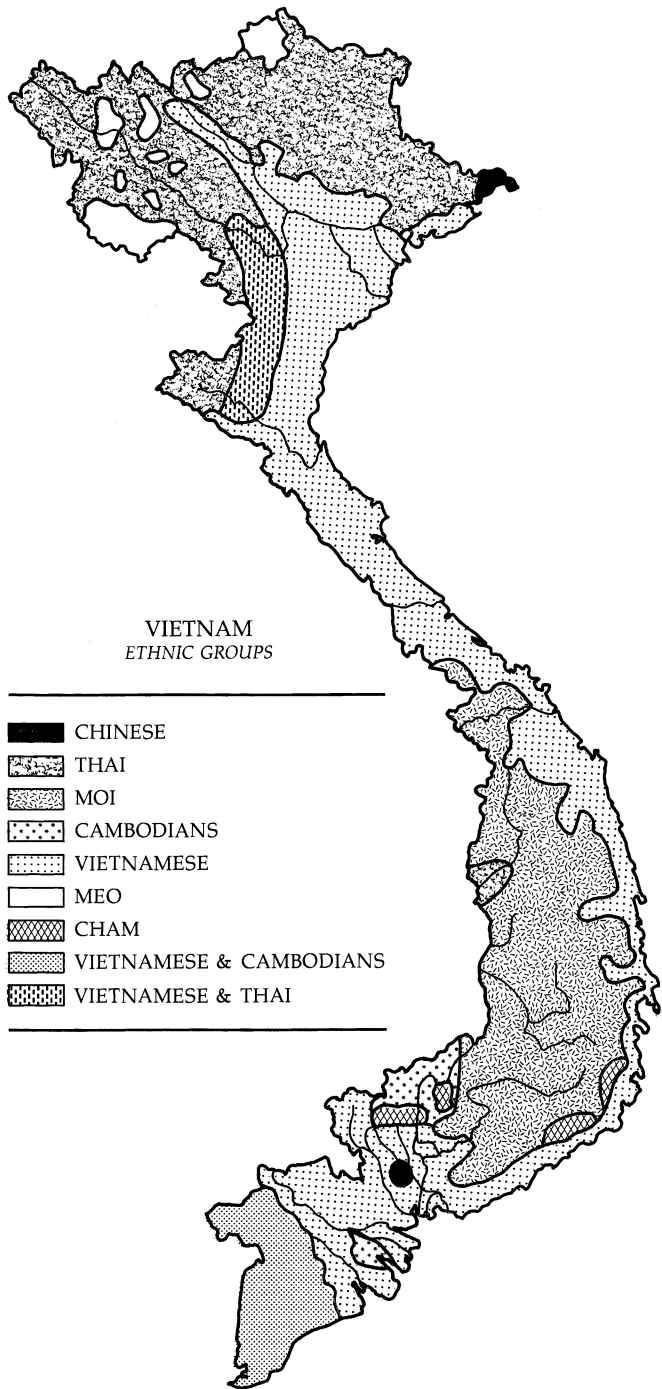 VIETNAM
ETHNIC GROUPS
CHINESE
THAI
MOI
CAMBODIANS
VIETNAMESE
MEO
CHAM
VIETNAMESE & CAMBODIANS
VIETNAMESE & THAI